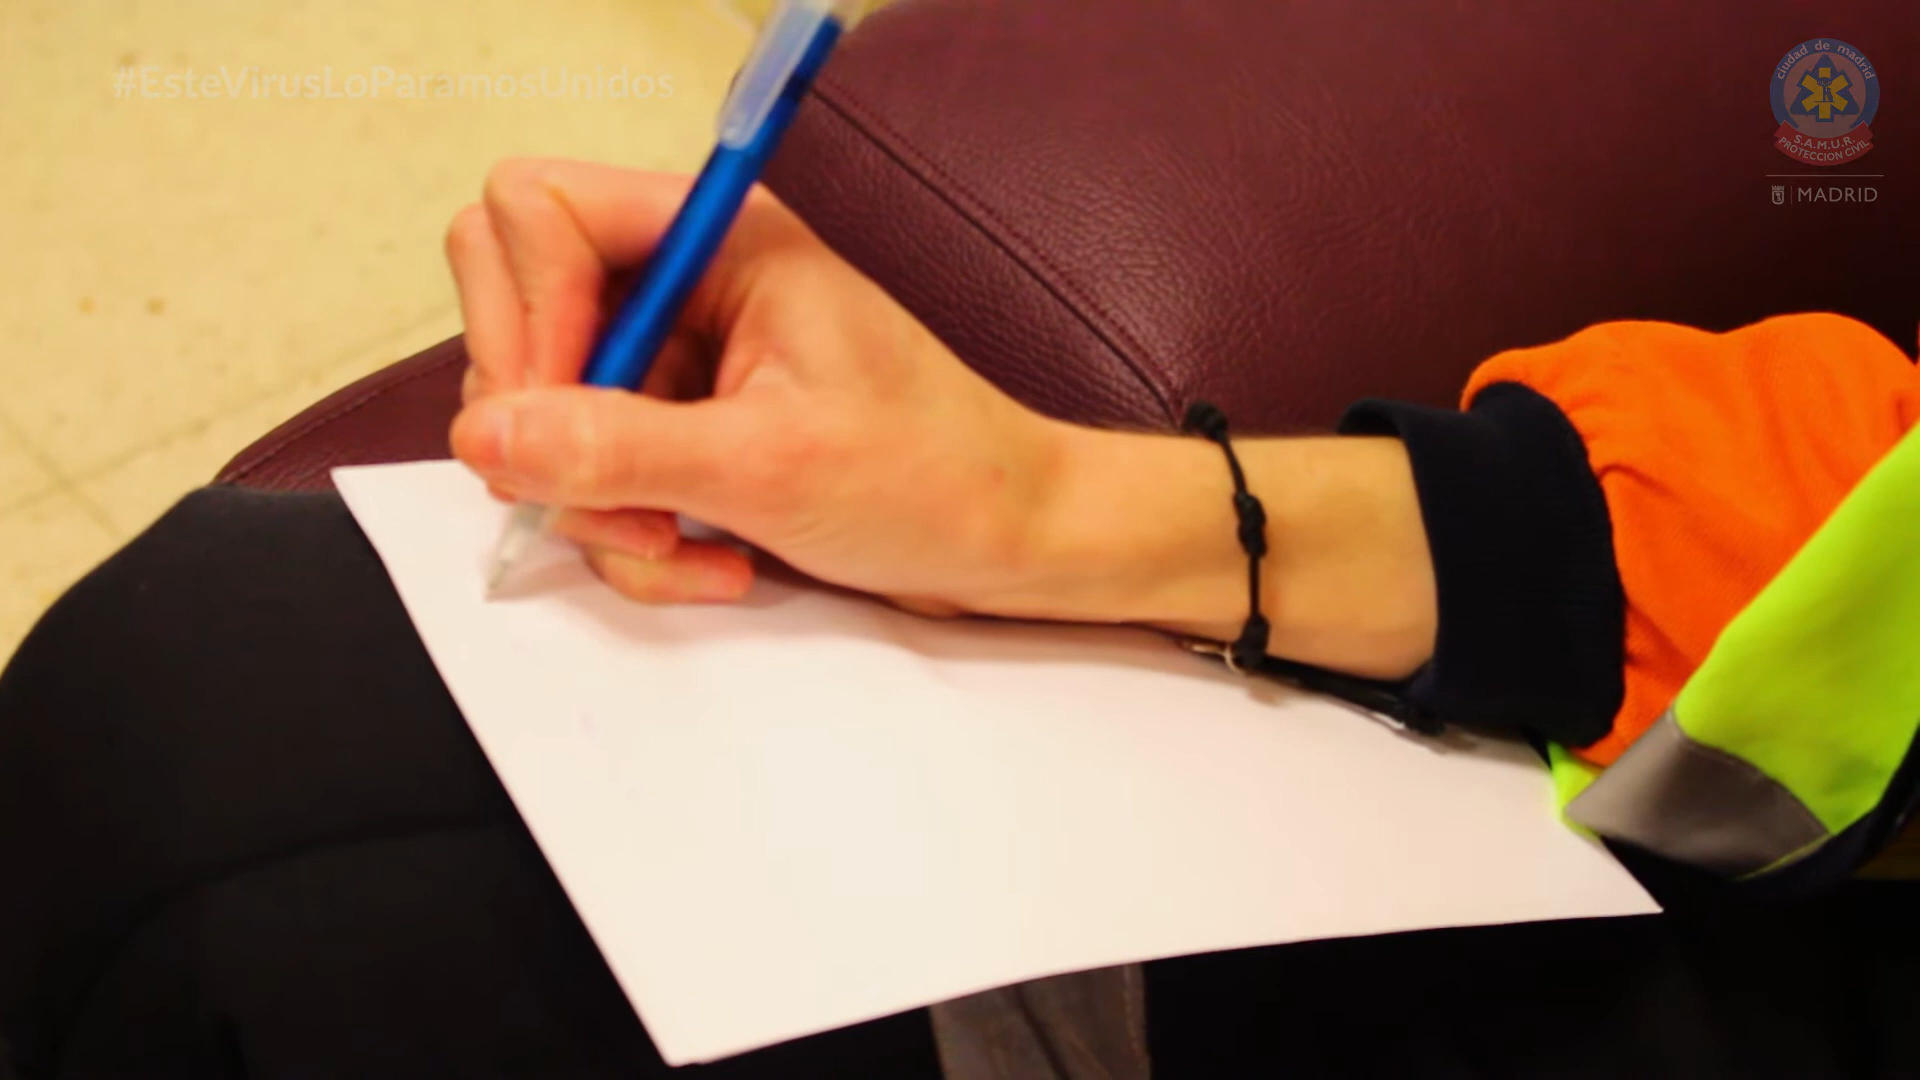 #EsteVirusLoParamosUnidos
ciudad de madrid
S.A.M.U.R.
PROTECCION CIVIL
MADRID